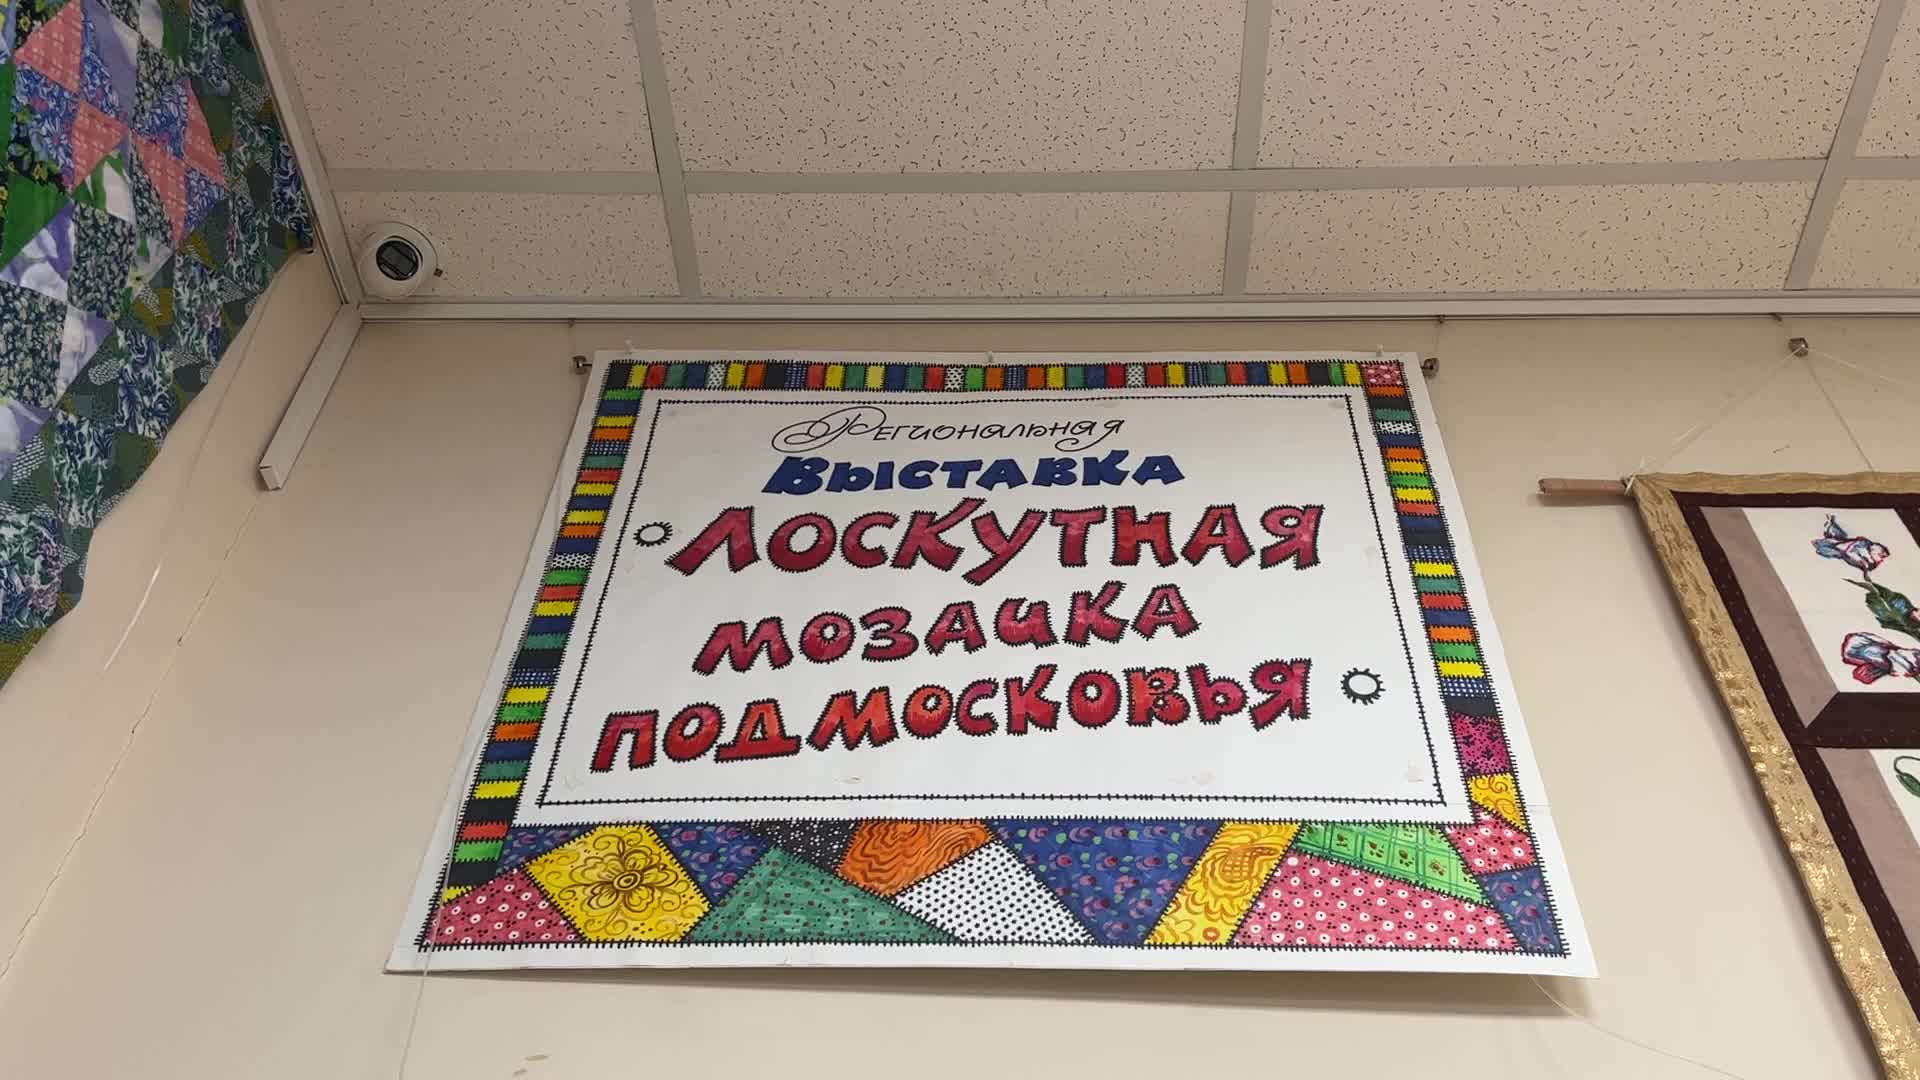 Региональная
Выставка
Лоскутная
мозаика
Подмосковья